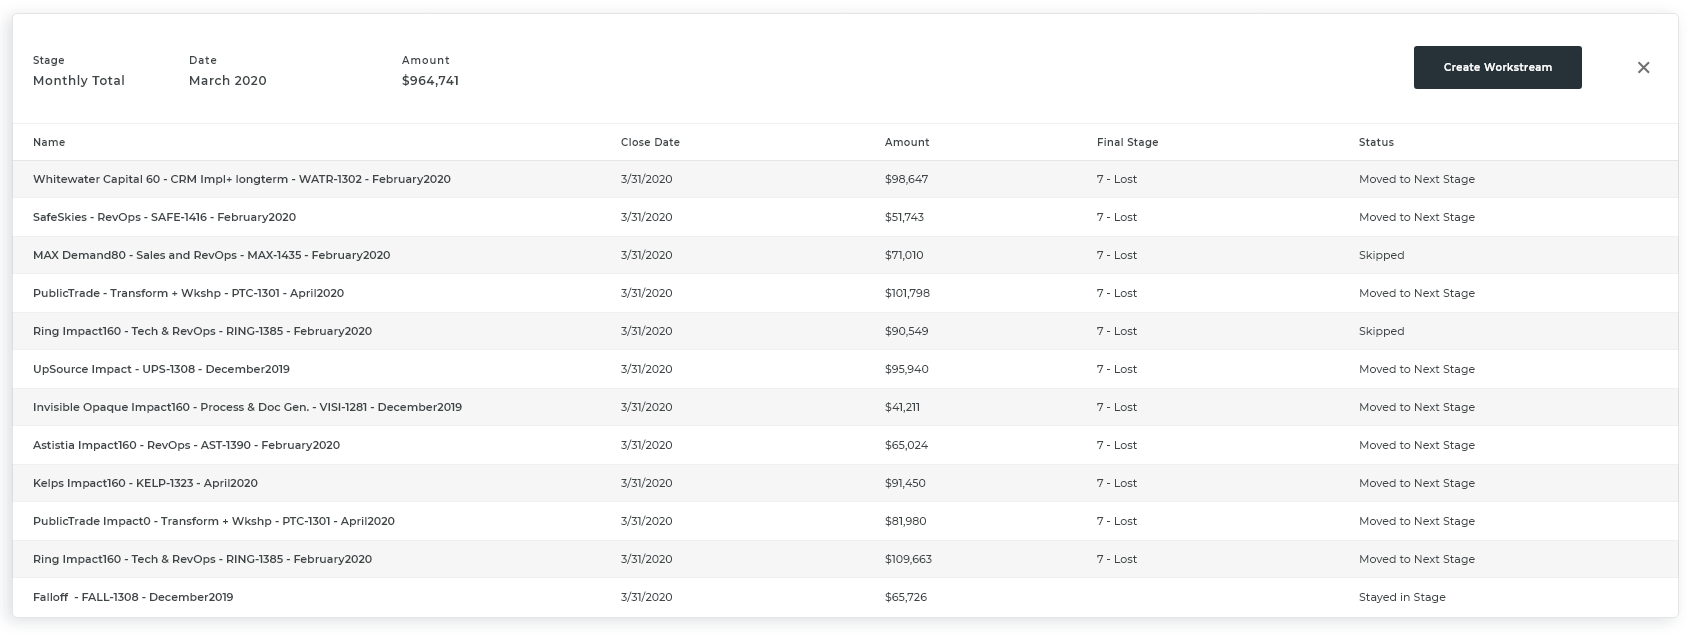 Stage Date Amount
Monthly Total March 2020 $964,741
Create Workstream
Name Close Date Amount Final Stage Status
Whitewater Capital 60 - CRM Impl+ longterm - WATR-1302 - February2020 3/31/2020 $98,647 7 - Lost Moved to Next Stage
SafeSkies - RevOps - SAFE-1416 - February2020 3/31/2020 $51,743 7 - Lost Moved to Next Stage
MAX Demand80 - Sales and RevOps - MAX-1435 - February2020 3/31/2020 $71,010 7 - Lost Skipped
PublicTrade - Transform + Wkshp - PTC-1301 - April2020 3/31/2020 $101,798 7 - Lost Moved to Next Stage
Ring Impact160 - Tech & RevOps - RING-1385 - February2020 3/31/2020 $90,549 7 - Lost Skipped
UpSource Impact - UPS-1308 - December2019 3/31/2020 $95,940 7 - Lost Moved to Next Stage
Invisible Opaque Impact160 - Process & Doc Gen. - VISI-1281 - December2019 3/31/2020 $41,211 7 - Lost Moved to Next Stage
Astistia Impact160 - RevOps - AST-1390 - February2020 3/31/2020 $65,024 7 - Lost Moved to Next Stage
Kelps Impact160 - KELP-1323 - April2020 3/31/2020 $91,450 7 - Lost Moved to Next Stage
PublicTrade Impact0 - Transform + Wkshp - PTC-1301 - April2020 3/31/2020 $81,980 7 - Lost Moved to Next Stage
Ring Impact160 - Tech & RevOps - RING-1385 - February2020 3/31/2020 $109,663 7 - Lost Moved to Next Stage
Falloff - FALL-1308 - December2019 3/31/2020 $65,726 Stayed in Stage